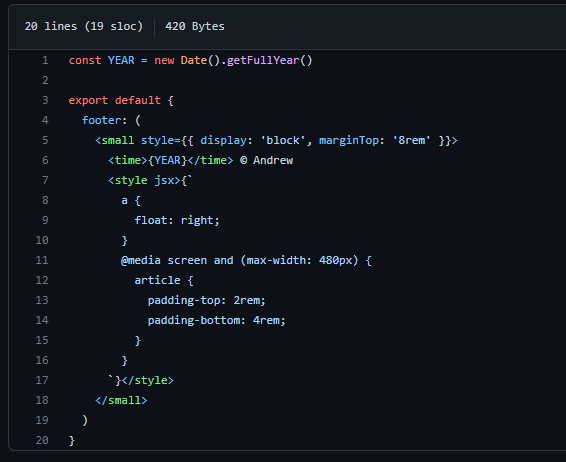 20 lines (19 sloc) 420 Bytes
1 const YEAR = new Date().getFullYear()
2
3 export default {
4   footer: (
5     <small style={{ display: 'block', marginTop: '8rem' }}>
6       <time>{YEAR}</time> © Andrew
7       <style jsx>{`
8         a {
9           float: right;
10         }
11         @media screen and (max-width: 480px) {
12           article {
13             padding-top: 2rem;
14             padding-bottom: 4rem;
15           }
16         }
17       `}</style>
18     </small>
19   )
20 }